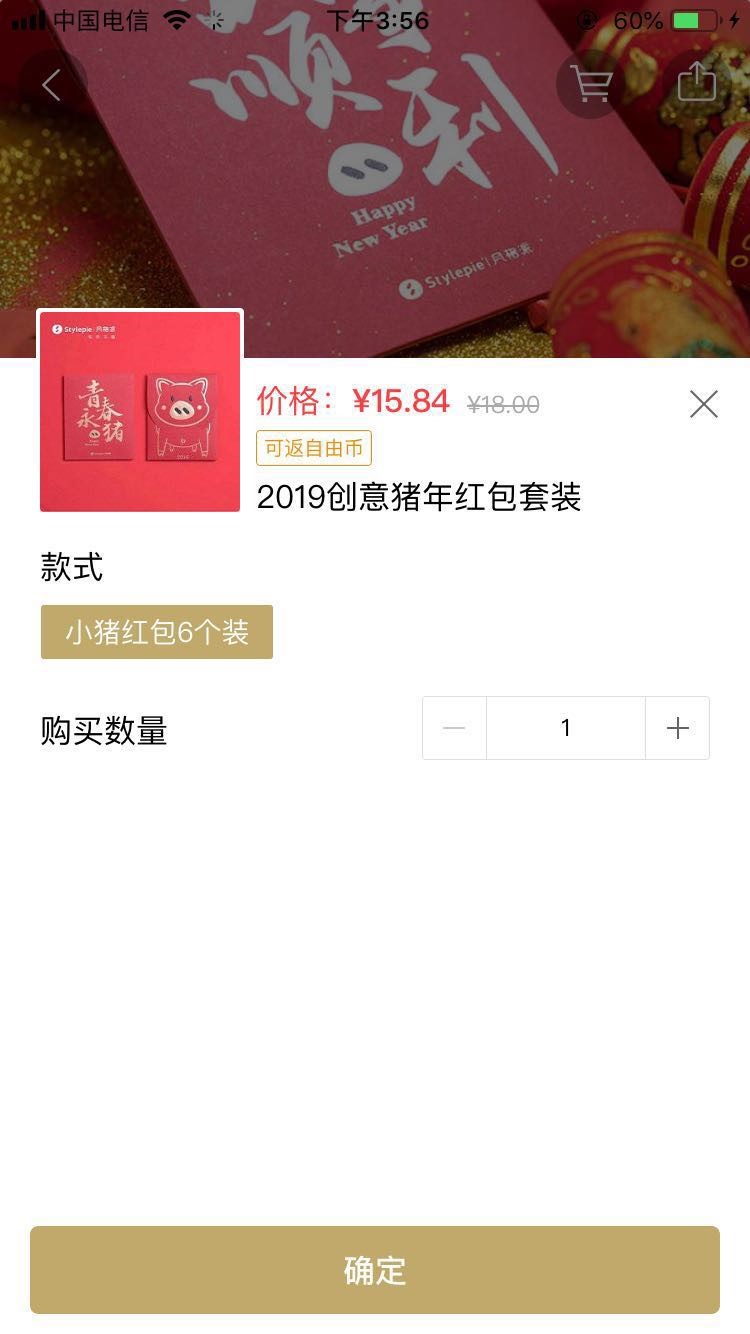 中国电信
下午3:56
60%
顺
利
Happy
New Year
Stylepie 风格派
Stylepie 风格派
青春
永猪
2019
价格：¥15.84 ¥18.00
可返自由币
2019创意猪年红包套装
款式
小猪红包6个装
购买数量
1
确定